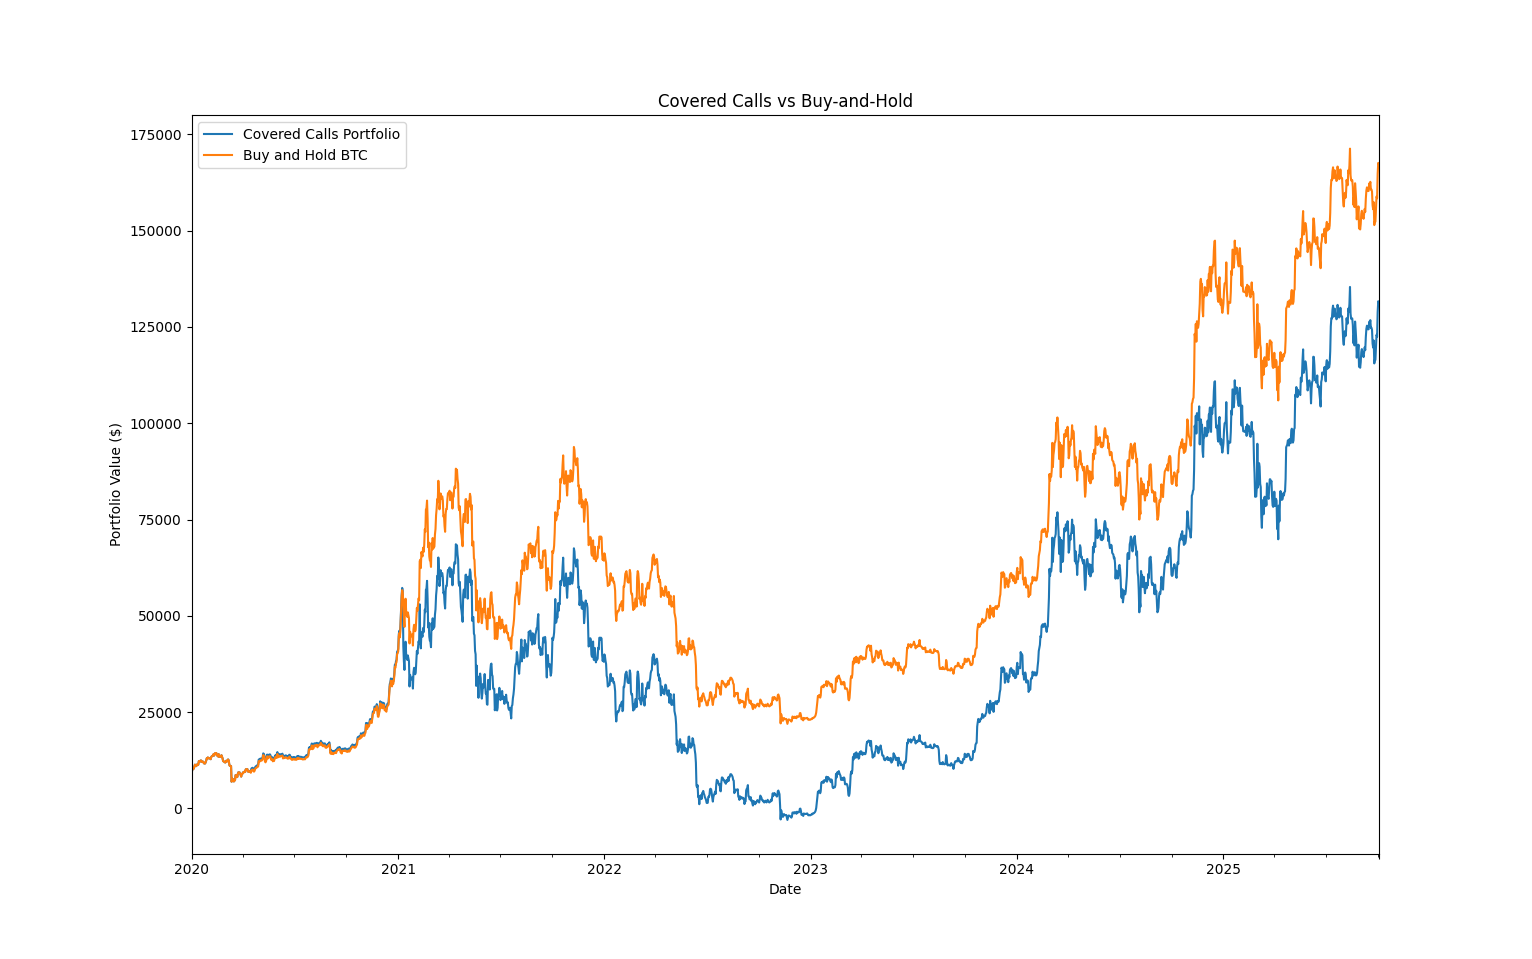 Covered Calls vs Buy-and-Hold
Covered Calls Portfolio
Buy and Hold BTC
Portfolio Value ($)
175000
150000
125000
100000
75000
50000
25000
0
2020 2021 2022 2023 2024 2025
Date